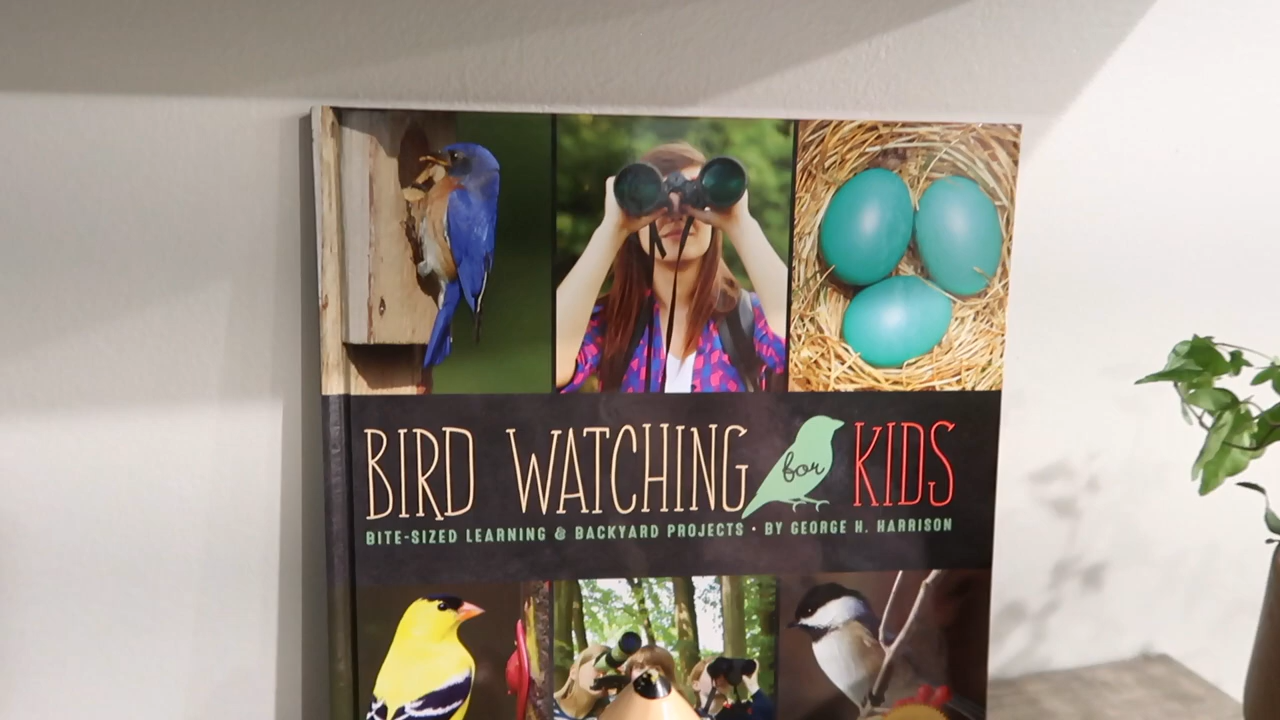 BIRD WATCHING for KIDS
BITE-SIZED LEARNING & BACKYARD PROJECTS • BY GEORGE H. HARRISON